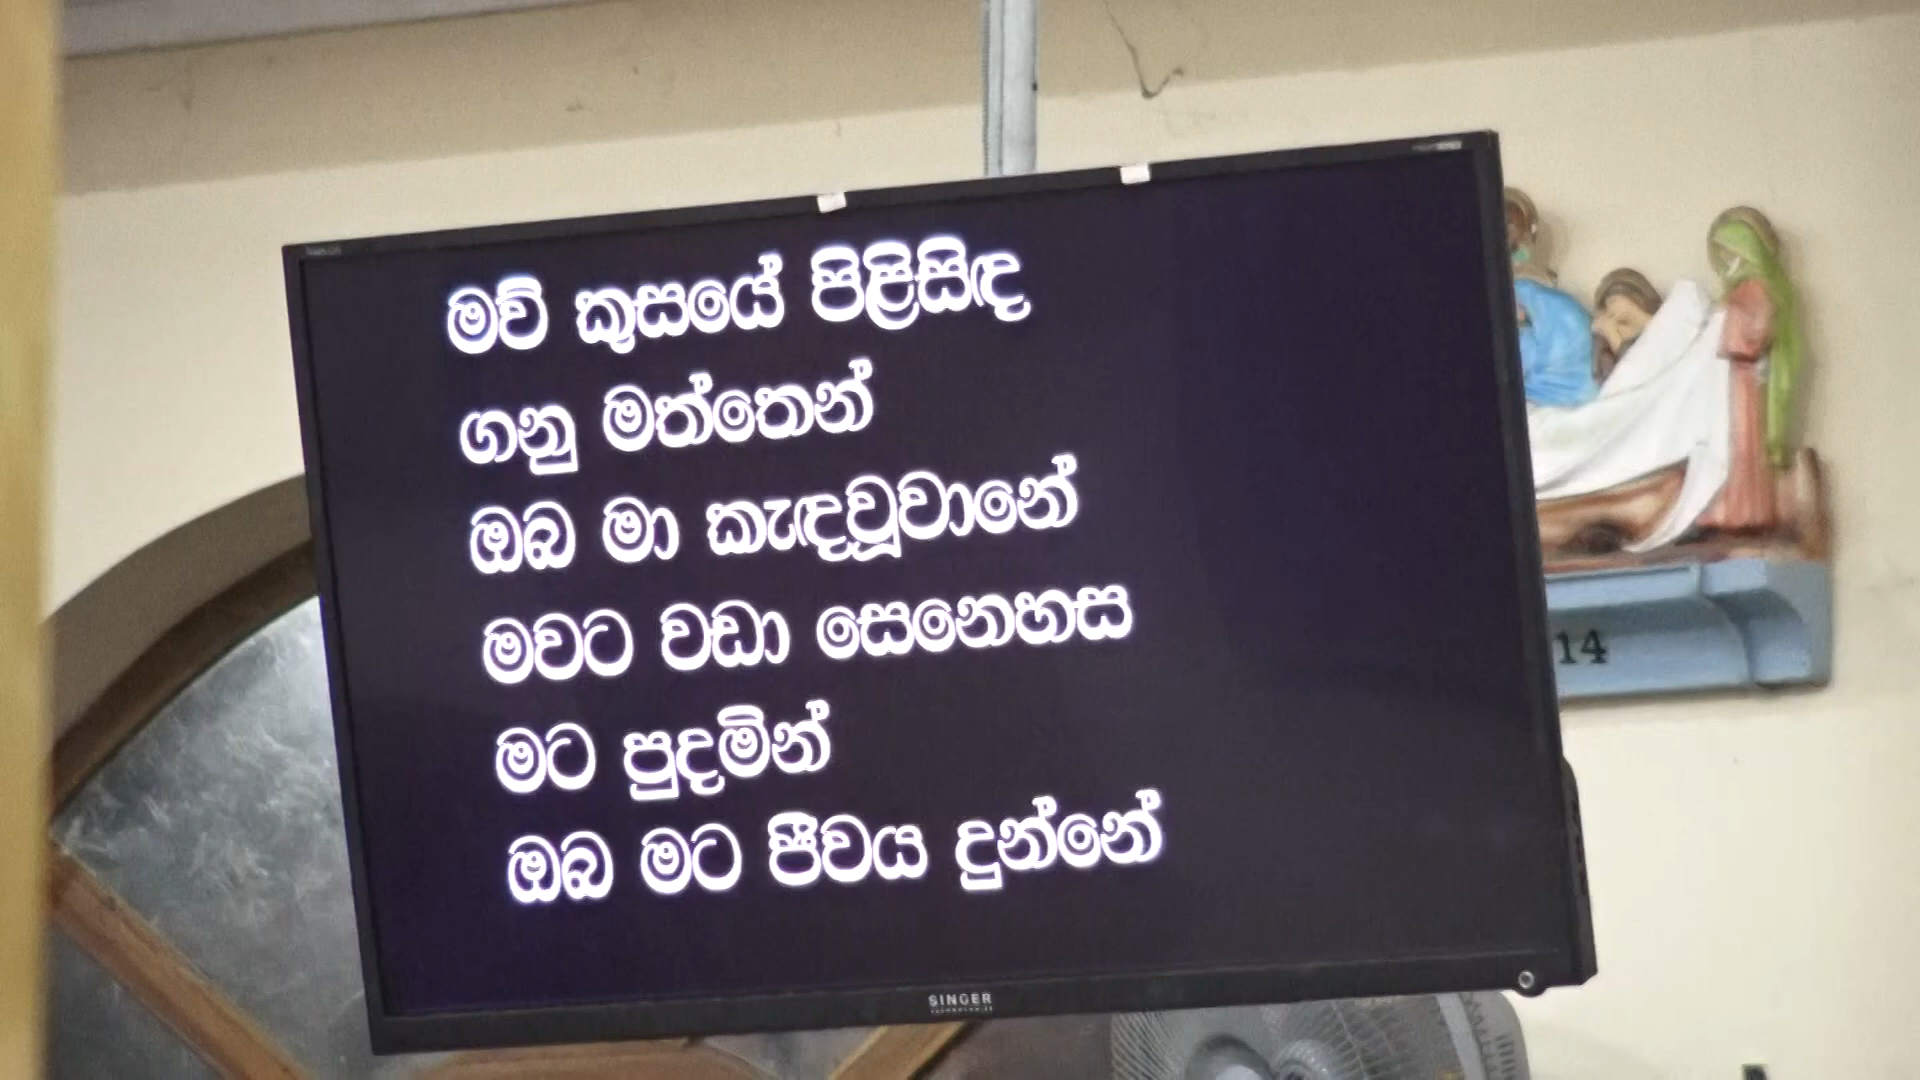 මව් කුසයේ පිළිසිඳ
ගනු මත්තෙන්
ඔබ මා කැඳවූවානේ
මවට වඩා සෙනෙහස
මට පුදමින්
ඔබ මට ජීවය දුන්නේ
SINGER
14